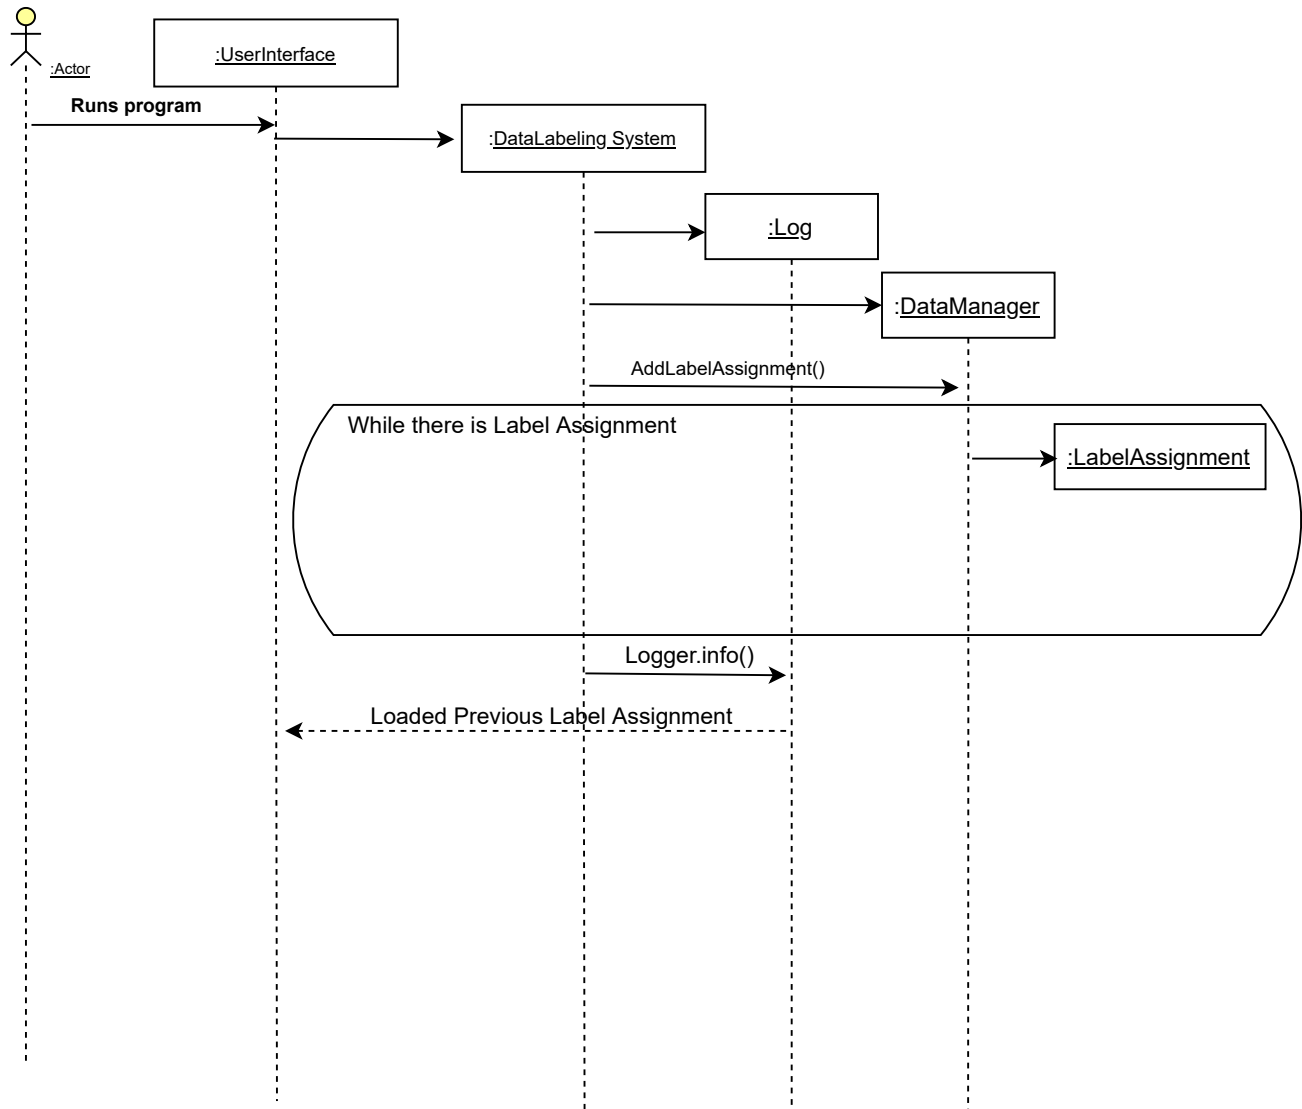 :UserInterface
:Actor
Runs program
:DataLabeling System
:Log
:DataManager
AddLabelAssignment()
While there is Label Assignment
:LabelAssignment
Logger.info()
Loaded Previous Label Assignment